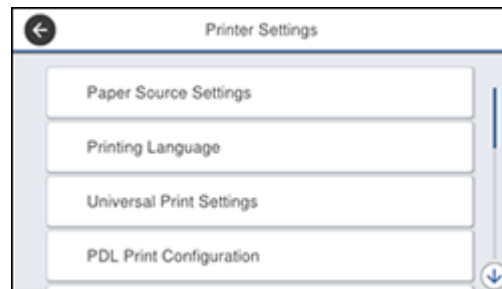 Printer Settings
Paper Source Settings
Printing Language
Universal Print Settings
PDL Print Configuration